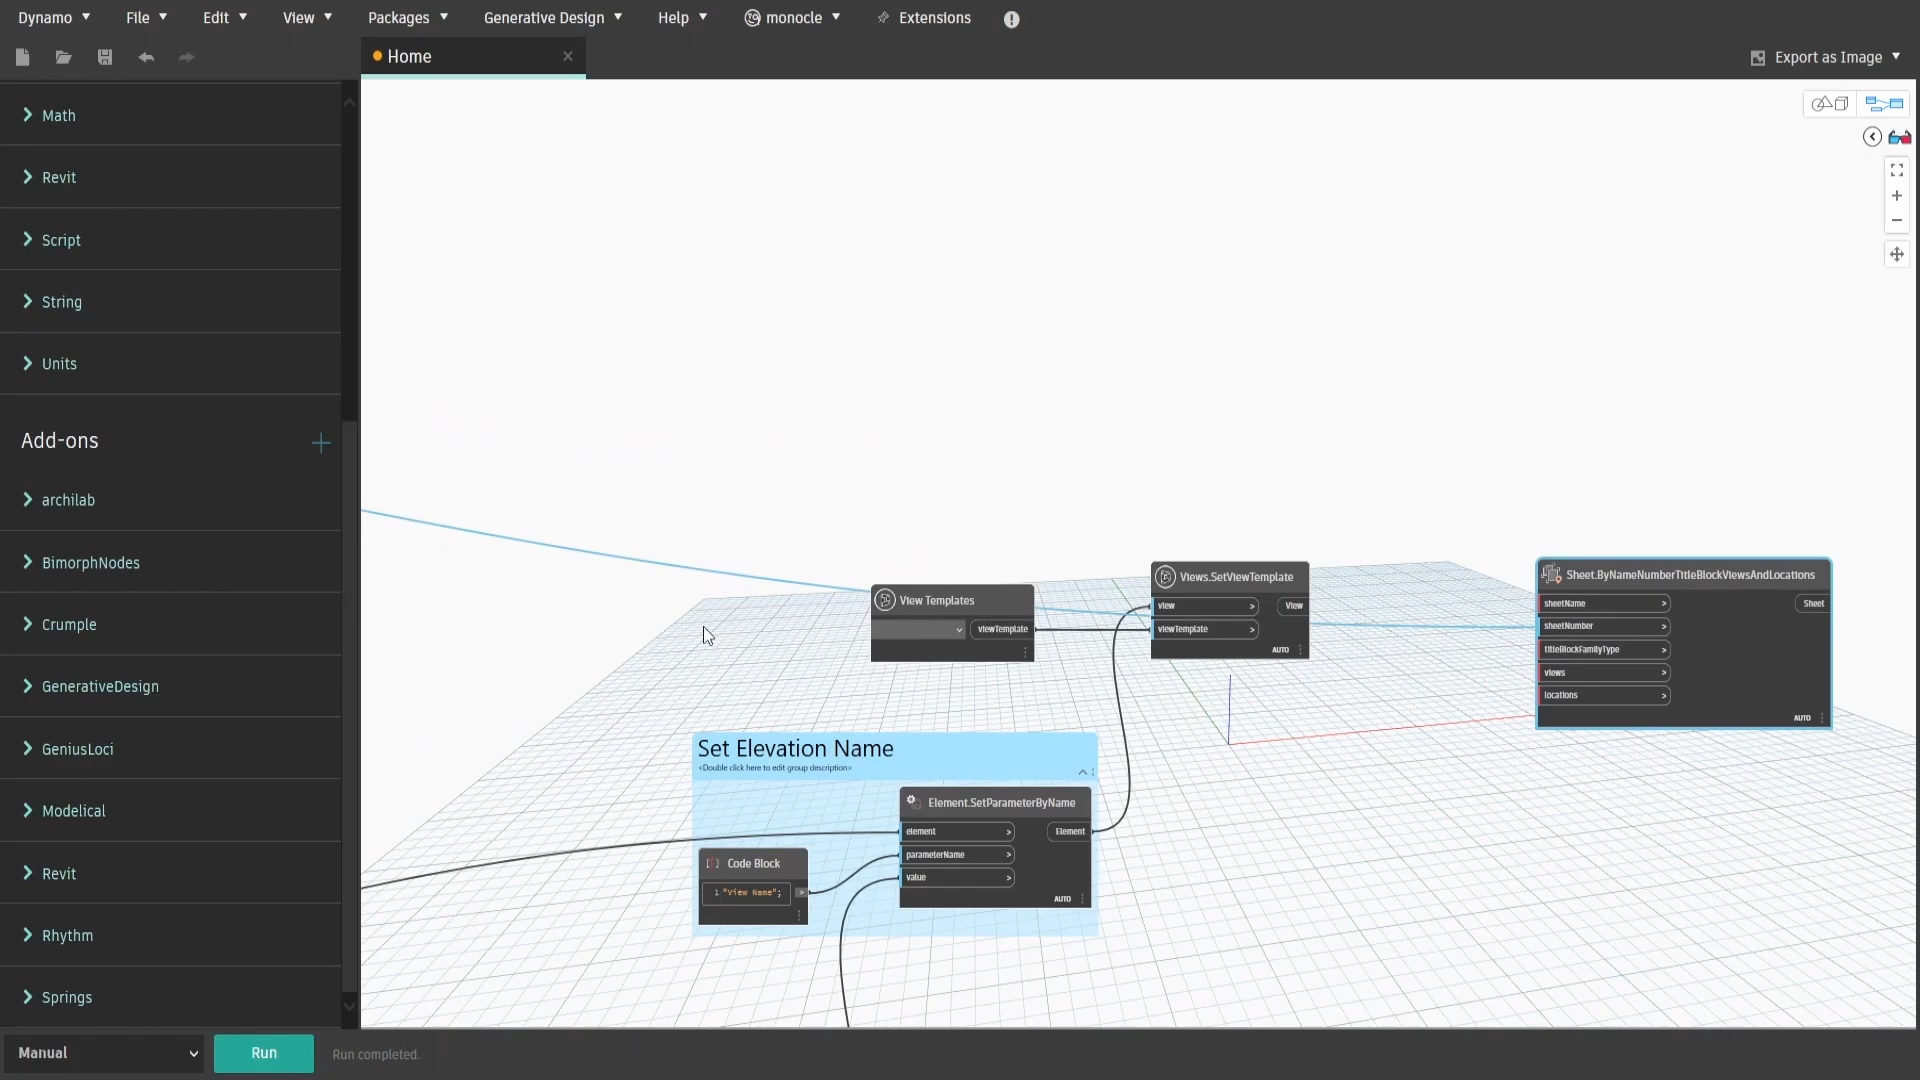 Dynamo File Edit View Packages Generative Design Help monocle Extensions
Home
Export as Image
Math
Revit
Script
String
Units
Add-ons
archilab
BimorphNodes
Crumple
GenerativeDesign
GeniusLoci
Modelical
Revit
Rhythm
Springs
View Templates
viewTemplate
Views.SetViewTemplate
view > View
viewTemplate >
AUTO
Sheet.ByNameNumberTitleBlockViewsAndLocations
sheetName > Sheet
sheetNumber >
titleBlockFamilyType >
views >
locations >
AUTO
Set Elevation Name
<Double click here to edit group description>
Element.SetParameterByName
element > Element
parameterName >
value >
AUTO
Code Block
1 "View Name"; >
Manual Run Run completed.